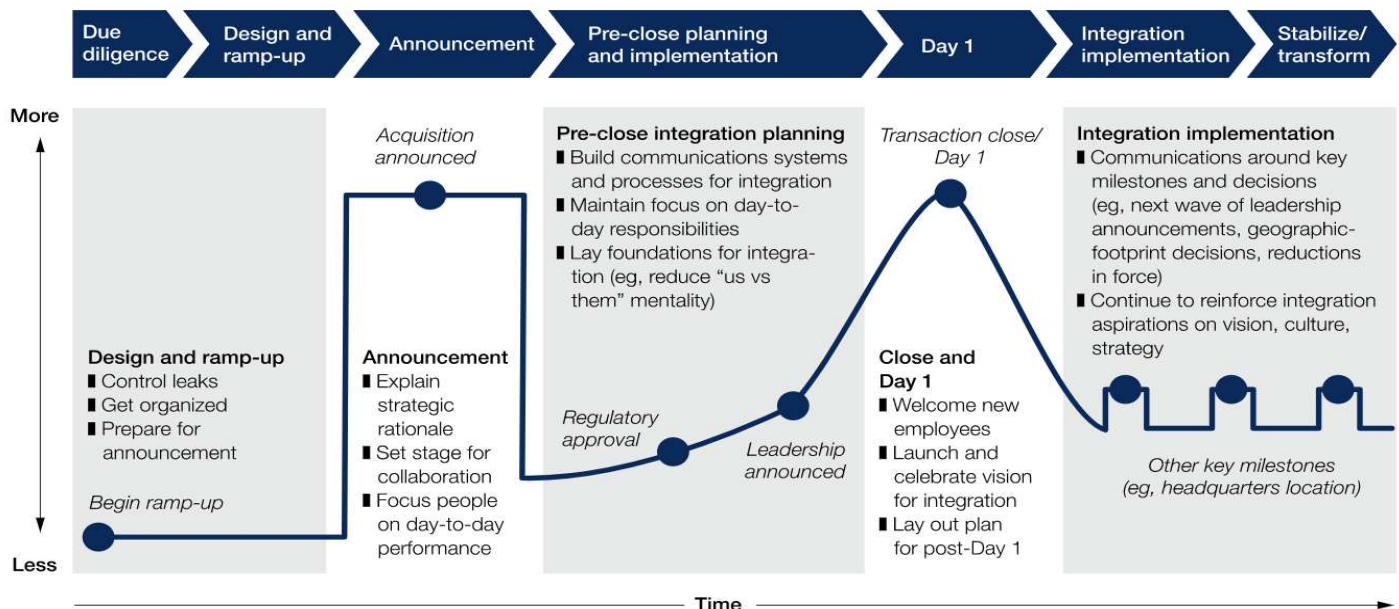 Due
diligence
Design and
ramp-up
Announcement
Pre-close planning
and implementation
Day 1
Integration
implementation
Stabilize/
transform
More
Less
Design and ramp-up
▮ Control leaks
▮ Get organized
▮ Prepare for
announcement
Begin ramp-up
Acquisition
announced
Announcement
▮ Explain
strategic
rationale
▮ Set stage for
collaboration
▮ Focus people
on day-to-day
performance
Pre-close integration planning
▮ Build communications systems
and processes for integration
▮ Maintain focus on day-to-
day responsibilities
▮ Lay foundations for integra-
tion (eg, reduce “us vs
them” mentality)
Regulatory
approval
Leadership
announced
Transaction close/
Day 1
Close and
Day 1
▮ Welcome new
employees
▮ Launch and
celebrate vision
for integration
▮ Lay out plan
for post-Day 1
Integration implementation
▮ Communications around key
milestones and decisions
(eg, next wave of leadership
announcements, geographic-
footprint decisions, reductions
in force)
▮ Continue to reinforce integration
aspirations on vision, culture,
strategy
Other key milestones
(eg, headquarters location)
Time